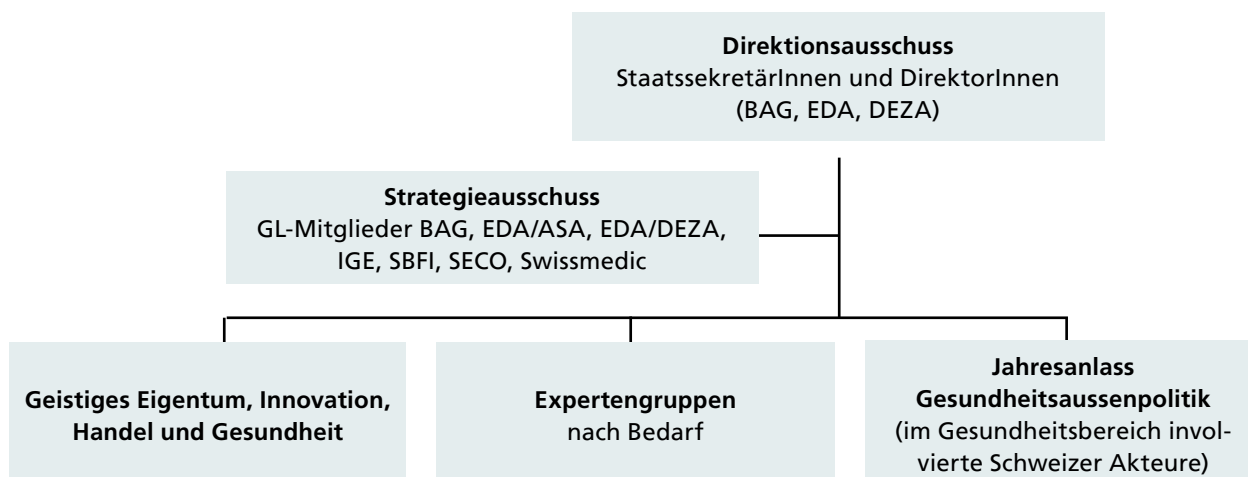 Direktionsausschuss
StaatssekretärInnen und DirektorInnen
(BAG, EDA, DEZA)
Strategieausschuss
GL-Mitglieder BAG, EDA/ASA, EDA/DEZA,
IGE, SBFI, SECO, Swissmedic
Geistiges Eigentum, Innovation,
Handel und Gesundheit
Expertengruppen
nach Bedarf
Jahresanlass
Gesundheitsaussenpolitik
(im Gesundheitsbereich invol-
vierte Schweizer Akteure)